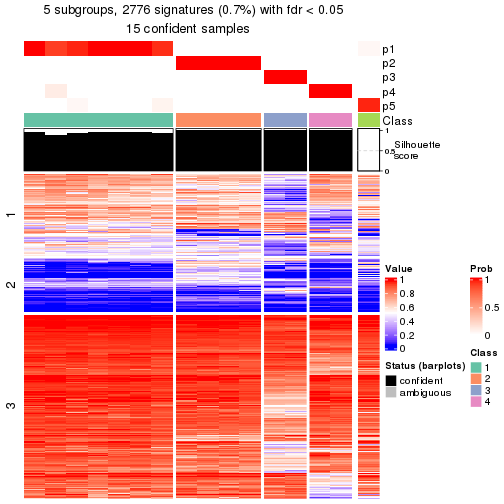 5 subgroups, 2776 signatures (0.7%) with fdr < 0.05
15 confident samples
p1
p2
p3
p4
p5
Class
1
0.5
0
Silhouette
score
1
2
3
Value
1
0.8
0.6
0.4
0.2
0
Prob
1
0.5
0
Status (barplots)
confident
ambiguous
Class
1
2
3
4